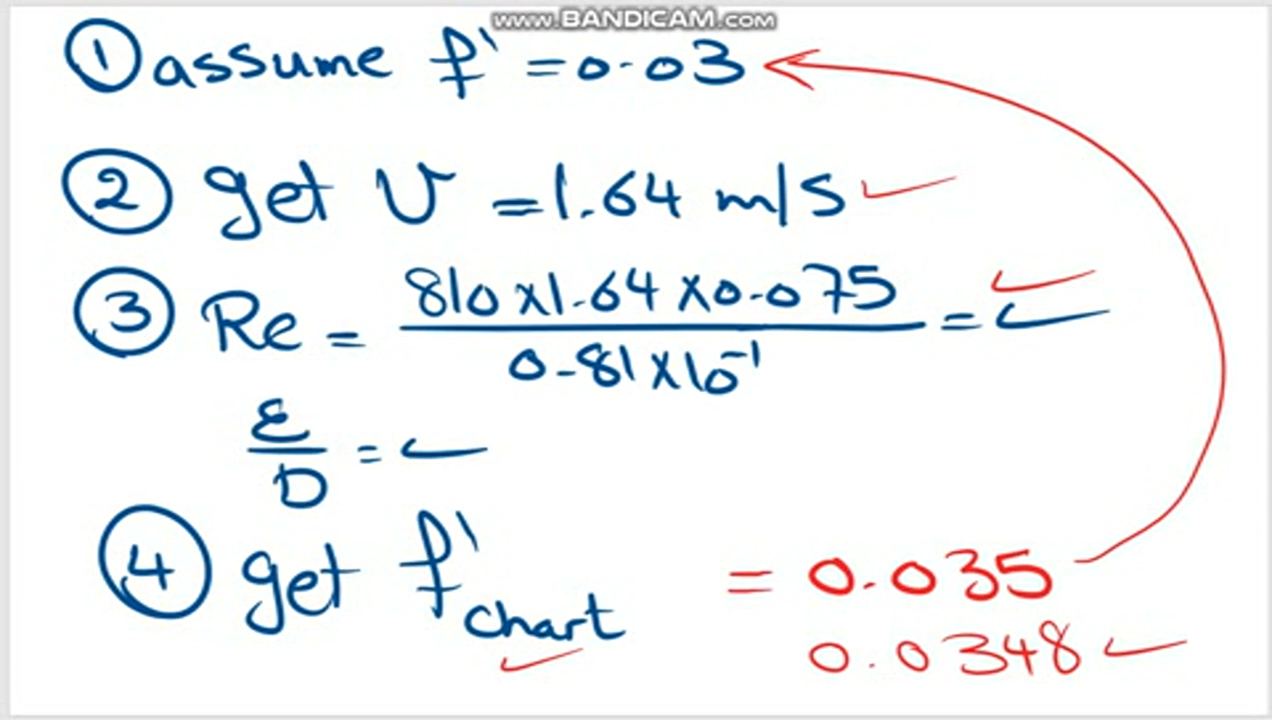 www.BANDICAM.com
① assume f' = 0.03
② get v = 1.64 m/s
③ Re = 810 x 1.64 x 0.075 =
0.81 x 10^-1
ε/D =
④ get f' chart = 0.035
0.0348